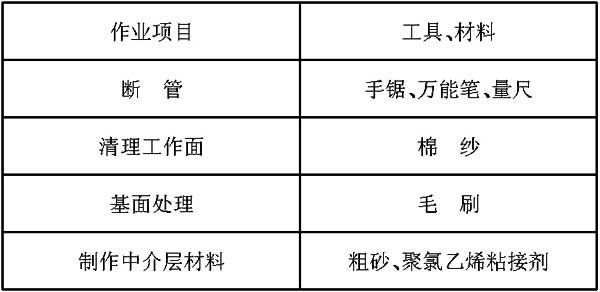 作业项目 工具、材料
断 管 手锯、万能笔、量尺
清理工作面 棉 纱
基面处理 毛 刷
制作中介层材料 粗砂、聚氯乙烯粘接剂